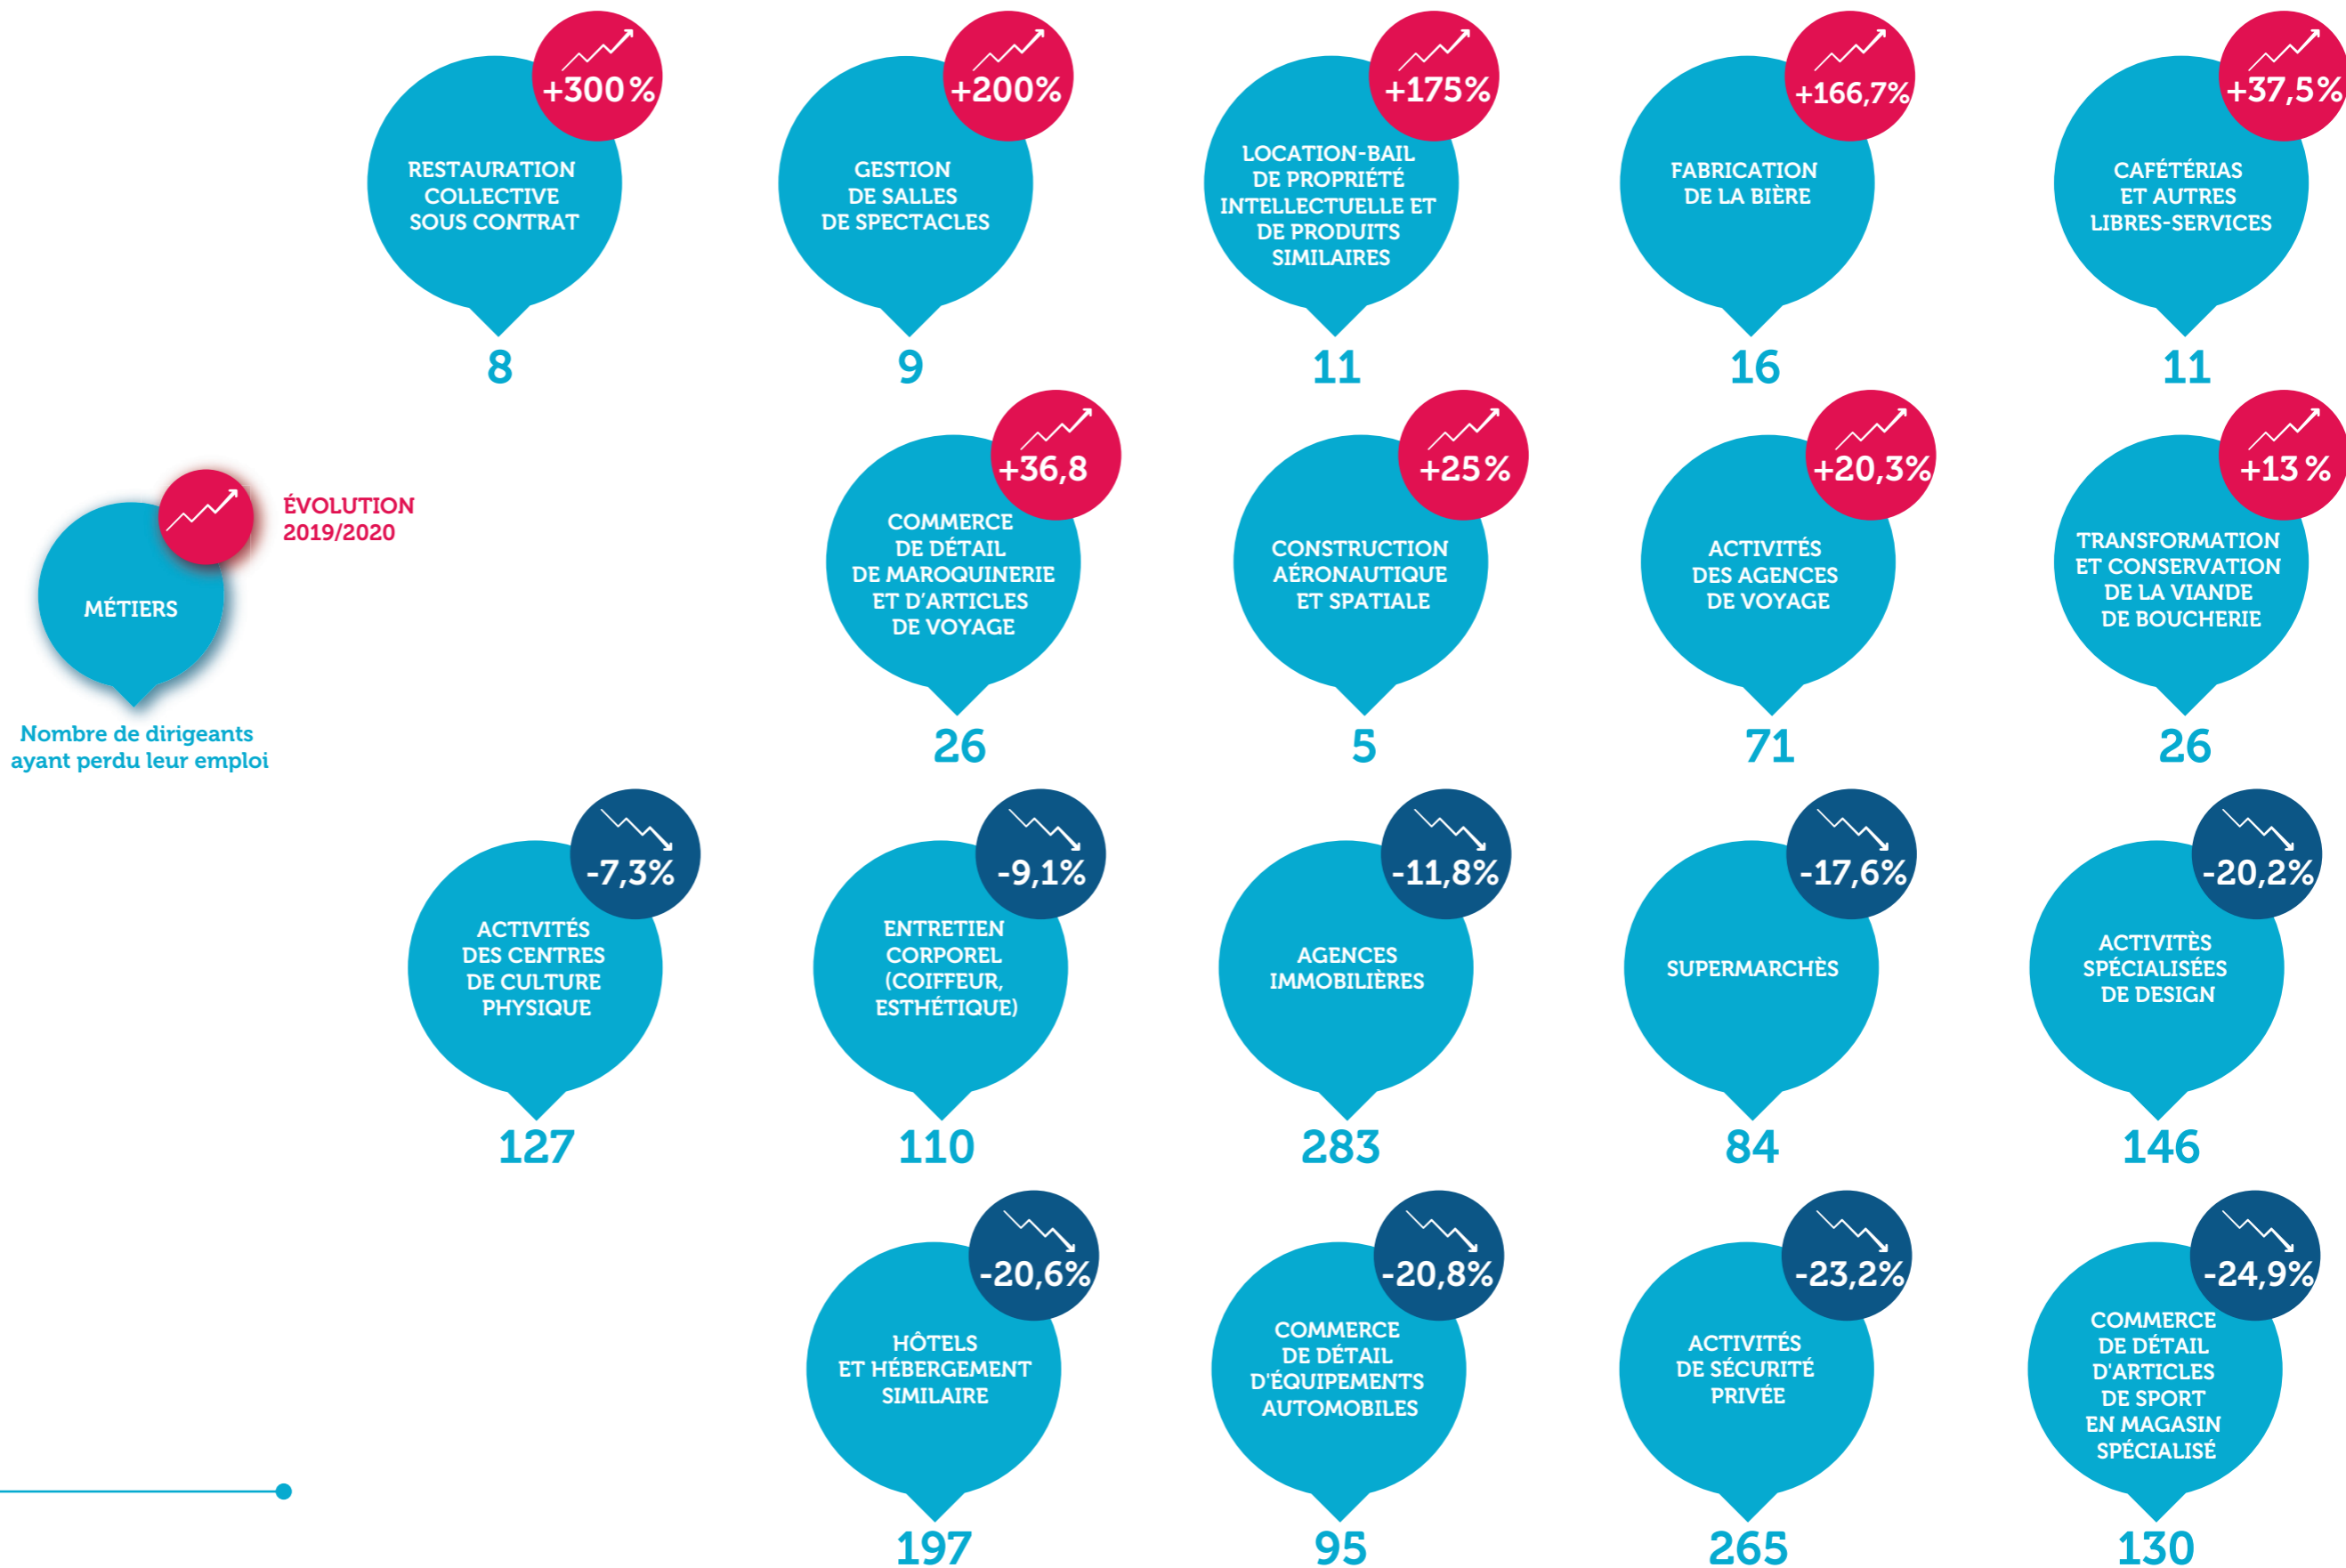 +300%
RESTAURATION
COLLECTIVE
SOUS CONTRAT
8
+200%
GESTION
DE SALLES
DE SPECTACLES
9
+175%
LOCATION-BAIL
DE PROPRIÉTÉ
INTELLECTUELLE ET
DE PRODUITS
SIMILAIRES
11
+166,7%
FABRICATION
DE LA BIÈRE
16
+37,5%
CAFÉTÉRIAS
ET AUTRES
LIBRES-SERVICES
11
ÉVOLUTION
2019/2020
MÉTIERS
Nombre de dirigeants
ayant perdu leur emploi
+36,8
COMMERCE
DE DÉTAIL
DE MAROQUINERIE
ET D'ARTICLES
DE VOYAGE
26
+25%
CONSTRUCTION
AÉRONAUTIQUE
ET SPATIALE
5
+20,3%
ACTIVITÉS
DES AGENCES
DE VOYAGE
71
+13%
TRANSFORMATION
ET CONSERVATION
DE LA VIANDE
DE BOUCHERIE
26
-7,3%
ACTIVITÉS
DES CENTRES
DE CULTURE
PHYSIQUE
127
-9,1%
ENTRETIEN
CORPOREL
(COIFFEUR,
ESTHÉTIQUE)
110
-11,8%
AGENCES
IMMOBILIÈRES
283
-17,6%
SUPERMARCHÈS
84
-20,2%
ACTIVITÈS
SPÉCIALISÉES
DE DESIGN
146
-20,6%
HÔTELS
ET HÉBERGEMENT
SIMILAIRE
197
-20,8%
COMMERCE
DE DÉTAIL
D'ÉQUIPEMENTS
AUTOMOBILES
95
-23,2%
ACTIVITÉS
DE SÉCURITÉ
PRIVÉE
265
-24,9%
COMMERCE
DE DÉTAIL
D'ARTICLES
DE SPORT
EN MAGASIN
SPÉCIALISÉ
130